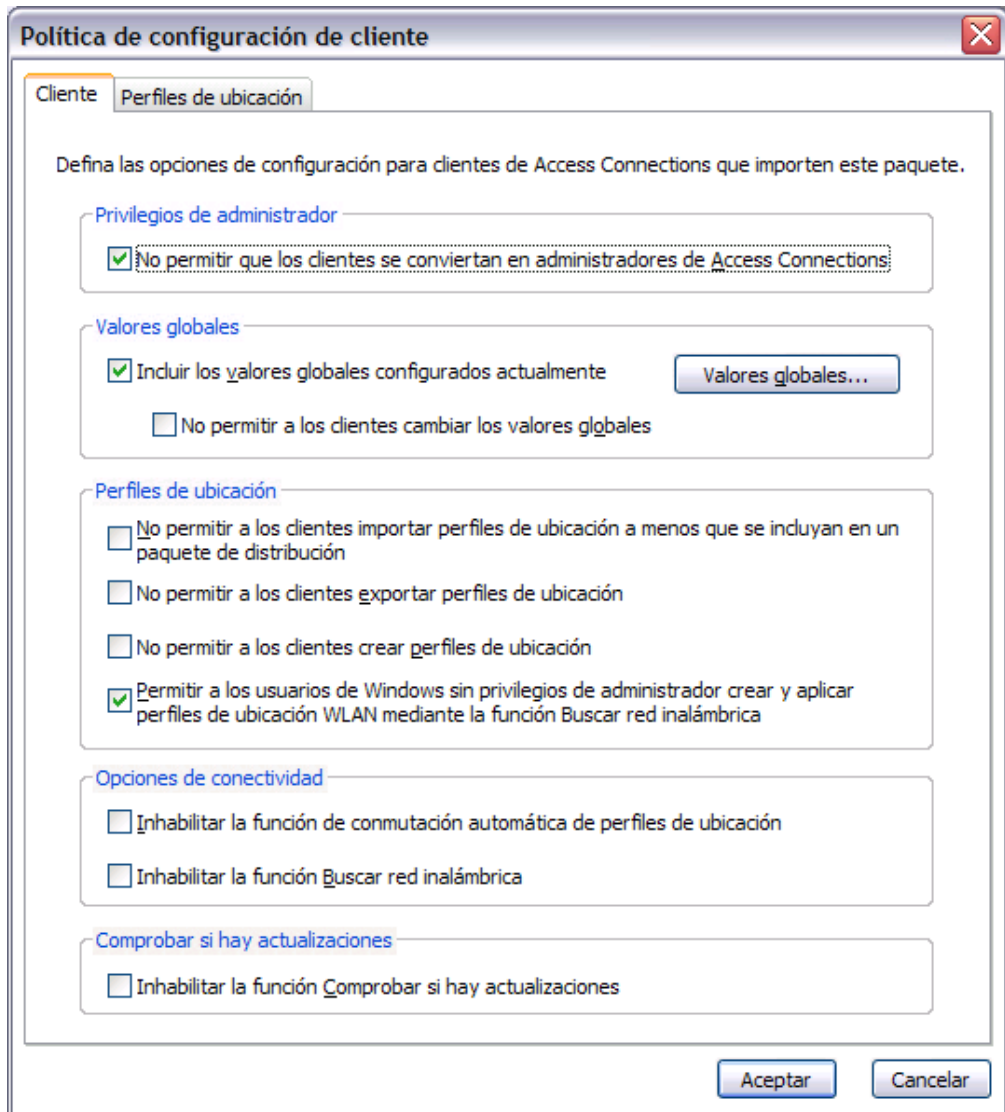 Política de configuración de cliente
Cliente
Perfiles de ubicación
Defina las opciones de configuración para clientes de Access Connections que importen este paquete.
Privilegios de administrador
No permitir que los clientes se conviertan en administradores de Access Connections
Valores globales
Incluir los valores globales configurados actualmente
Valores globales...
No permitir a los clientes cambiar los valores globales
Perfiles de ubicación
No permitir a los clientes importar perfiles de ubicación a menos que se incluyan en un
paquete de distribución
No permitir a los clientes exportar perfiles de ubicación
No permitir a los clientes crear perfiles de ubicación
Permitir a los usuarios de Windows sin privilegios de administrador crear y aplicar
perfiles de ubicación WLAN mediante la función Buscar red inalámbrica
Opciones de conectividad
Inhabilitar la función de conmutación automática de perfiles de ubicación
Inhabilitar la función Buscar red inalámbrica
Comprobar si hay actualizaciones
Inhabilitar la función Comprobar si hay actualizaciones
Aceptar
Cancelar